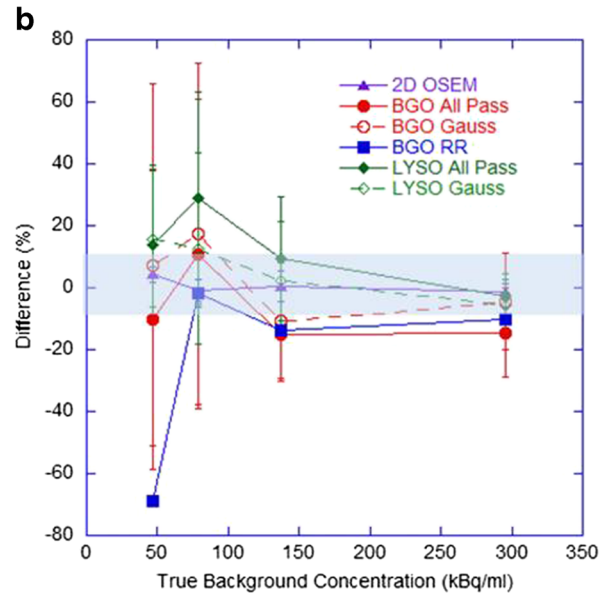 b
80
60
40
20
0
-20
-40
-60
-80
Difference (%)
2D OSEM
BGO All Pass
BGO Gauss
BGO RR
LYSO All Pass
LYSO Gauss
0 50 100 150 200 250 300 350
True Background Concentration (kBq/ml)